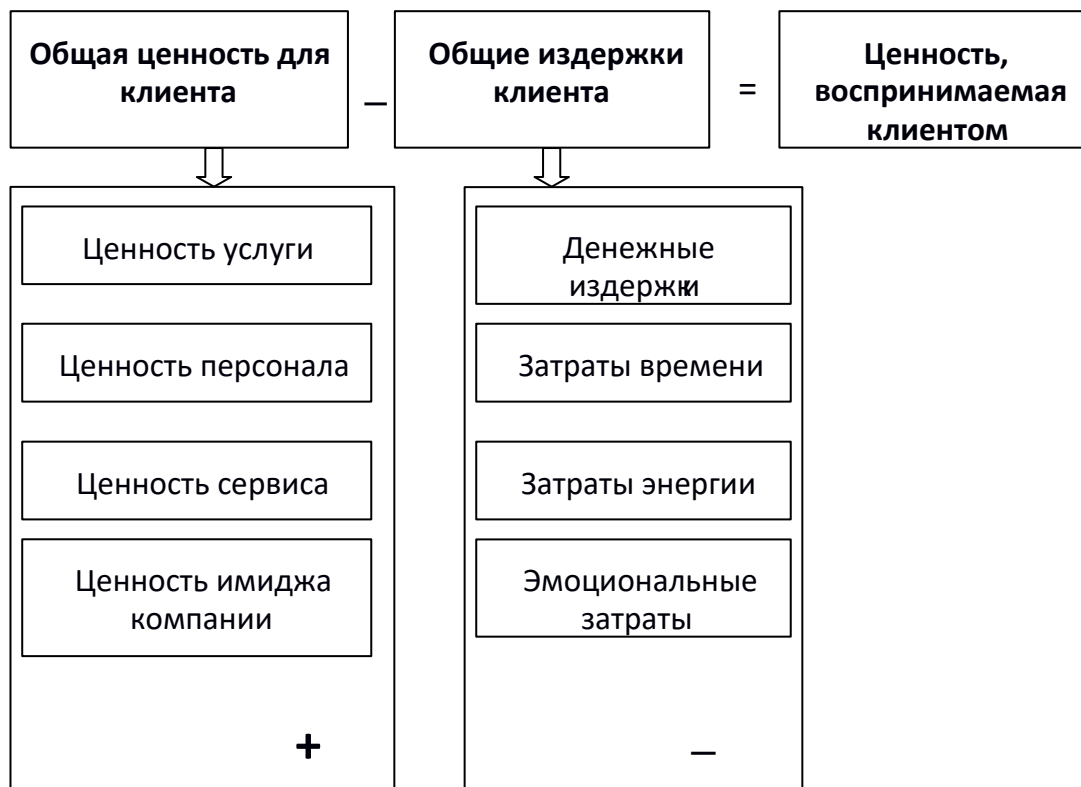 Общая ценность для
клиента
–
Общие издержки
клиента
=
Ценность,
воспринимаемая
клиентом
Ценность услуги
Ценность персонала
Ценность сервиса
Ценность имиджа
компании
+
Денежные
издержки
Затраты времени
Затраты энергии
Эмоциональные
затраты
–